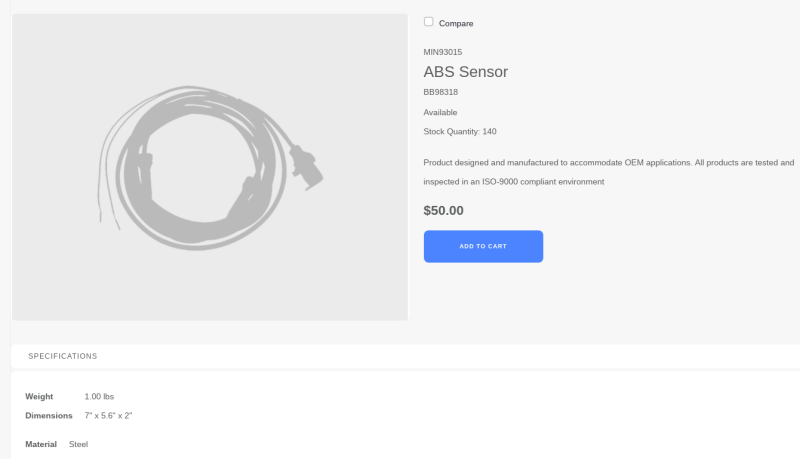 Compare
MIN93015
ABS Sensor
BB98318
Available
Stock Quantity: 140
Product designed and manufactured to accommodate OEM applications. All products are tested and
inspected in an ISO-9000 compliant environment
$50.00
ADD TO CART
SPECIFICATIONS
Weight 1.00 lbs
Dimensions 7" x 5.6" x 2"
Material Steel